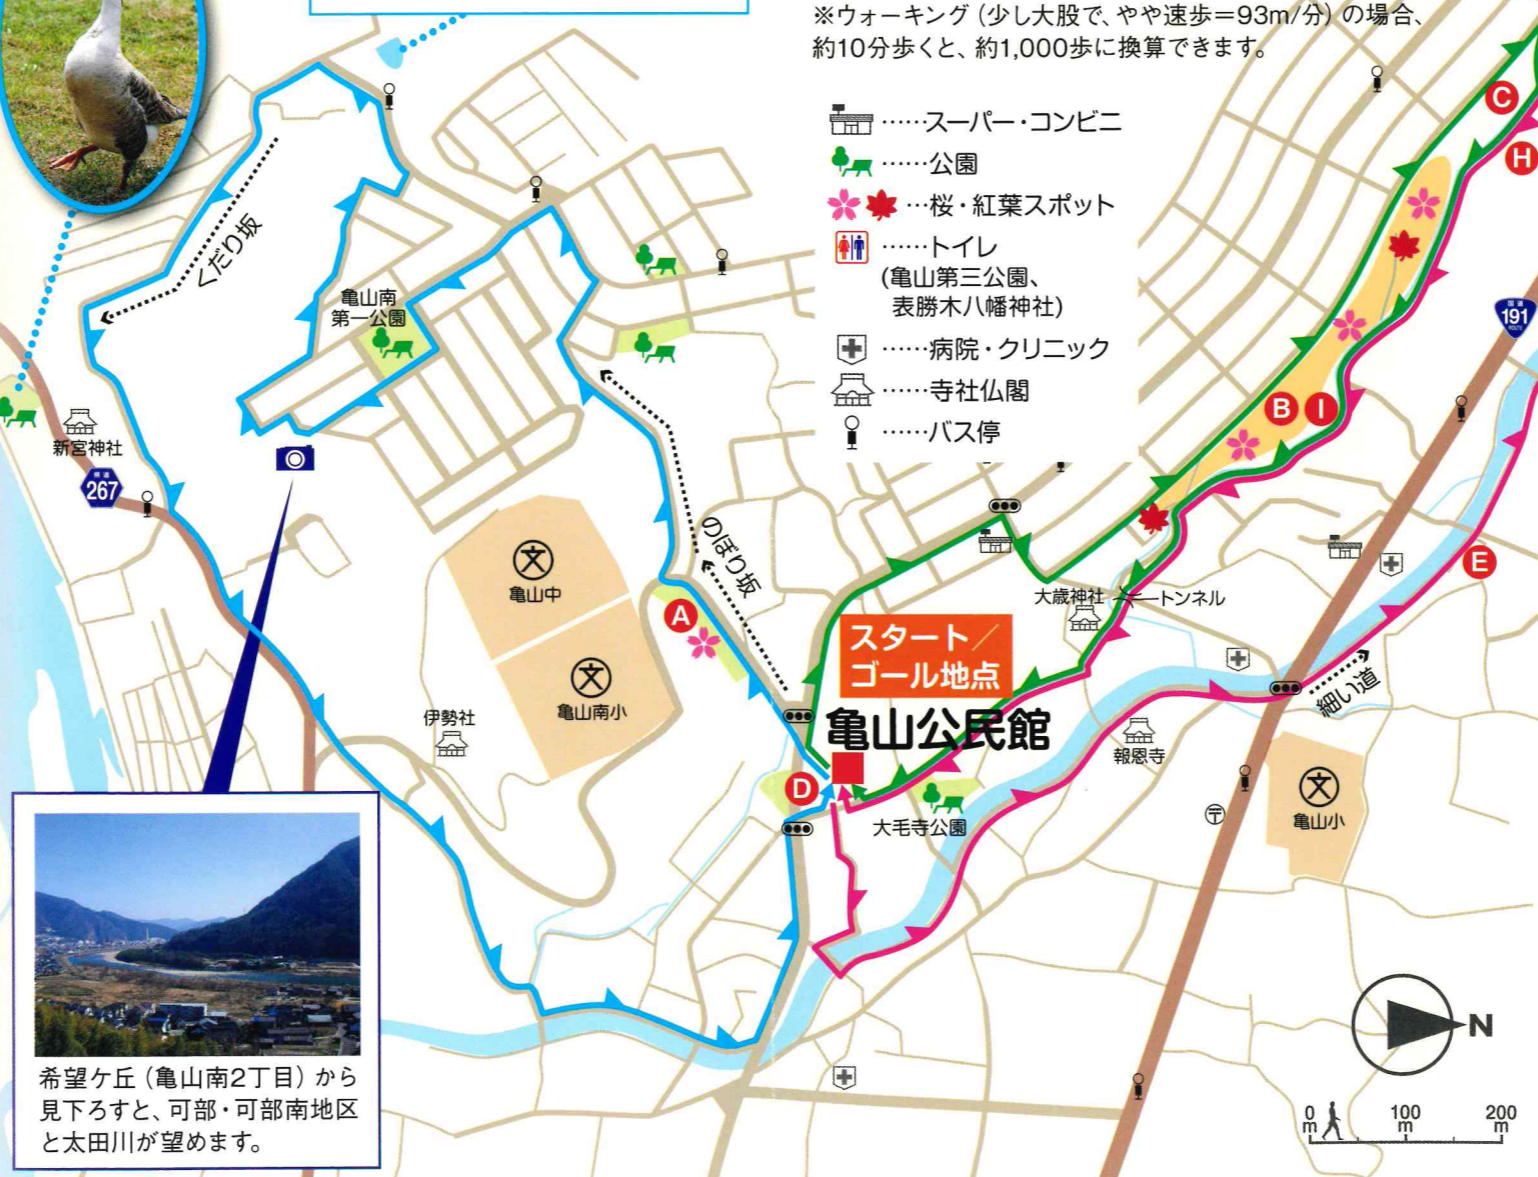 ※ウォーキング（少し大股で、やや速歩＝93m/分）の場合、
約10分歩くと、約1,000歩に換算できます。
……スーパー・コンビニ
……公園
…桜・紅葉スポット
……トイレ
(亀山第三公園、
表勝木八幡神社)
……病院・クリニック
……寺社仏閣
……バス停
C
H
国道
191
ROUTE
くだり坂
亀山南
第一公園
新宮神社
県道
267
B
I
のぼり坂
文
亀山中
A
文
亀山南小
伊勢社
大歳神社
トンネル
E
スタート／
ゴール地点
亀山公民館
細い道
報恩寺
D
大毛寺公園
〒
文
亀山小
N
0
m
100
m
200
m
希望ケ丘（亀山南2丁目）から
見下ろすと、可部・可部南地区
と太田川が望めます。